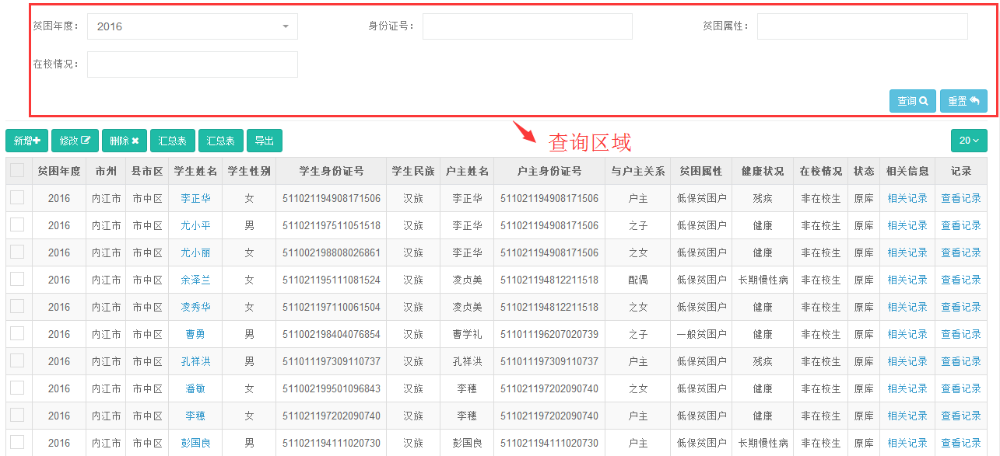 贫困年度： 2016 身份证号： 贫困属性：
在校情况：
查询 重置
新增 修改 删除 汇总表 汇总表 导出 查询区域 20
贫困年度 市州 县市区 学生姓名 学生性别 学生身份证号 学生民族 户主姓名 户主身份证号 与户主关系 贫困属性 健康状况 在校情况 状态 相关信息 记录
2016 内江市 市中区 李正华 女 511021194908171506 汉族 李正华 511021194908171506 户主 低保贫困户 残疾 非在校生 原库 相关记录 查看记录
2016 内江市 市中区 尤小平 男 511021197511051518 汉族 李正华 511021194908171506 之子 低保贫困户 健康 非在校生 原库 相关记录 查看记录
2016 内江市 市中区 尤小丽 女 511002198808026861 汉族 李正华 511021194908171506 之女 低保贫困户 健康 非在校生 原库 相关记录 查看记录
2016 内江市 市中区 余泽兰 女 511021195111081524 汉族 凌贞美 511021194812211518 配偶 低保贫困户 长期慢性病 非在校生 原库 相关记录 查看记录
2016 内江市 市中区 凌秀华 女 511021197110061504 汉族 凌贞美 511021194812211518 之女 低保贫困户 健康 非在校生 原库 相关记录 查看记录
2016 内江市 市中区 曹勇 男 511002198404076854 汉族 曹学礼 511011196207020739 之子 一般贫困户 健康 非在校生 原库 相关记录 查看记录
2016 内江市 市中区 孔祥洪 男 511011197309110737 汉族 孔祥洪 511011197309110737 户主 低保贫困户 残疾 非在校生 原库 相关记录 查看记录
2016 内江市 市中区 潘敏 女 511002199501096843 汉族 李穗 511021197202090740 之女 低保贫困户 健康 非在校生 原库 相关记录 查看记录
2016 内江市 市中区 李穗 女 511021197202090740 汉族 李穗 511021197202090740 户主 低保贫困户 健康 非在校生 原库 相关记录 查看记录
2016 内江市 市中区 彭国良 男 511021194111020730 汉族 彭国良 511021194111020730 户主 低保贫困户 长期慢性病 非在校生 原库 相关记录 查看记录